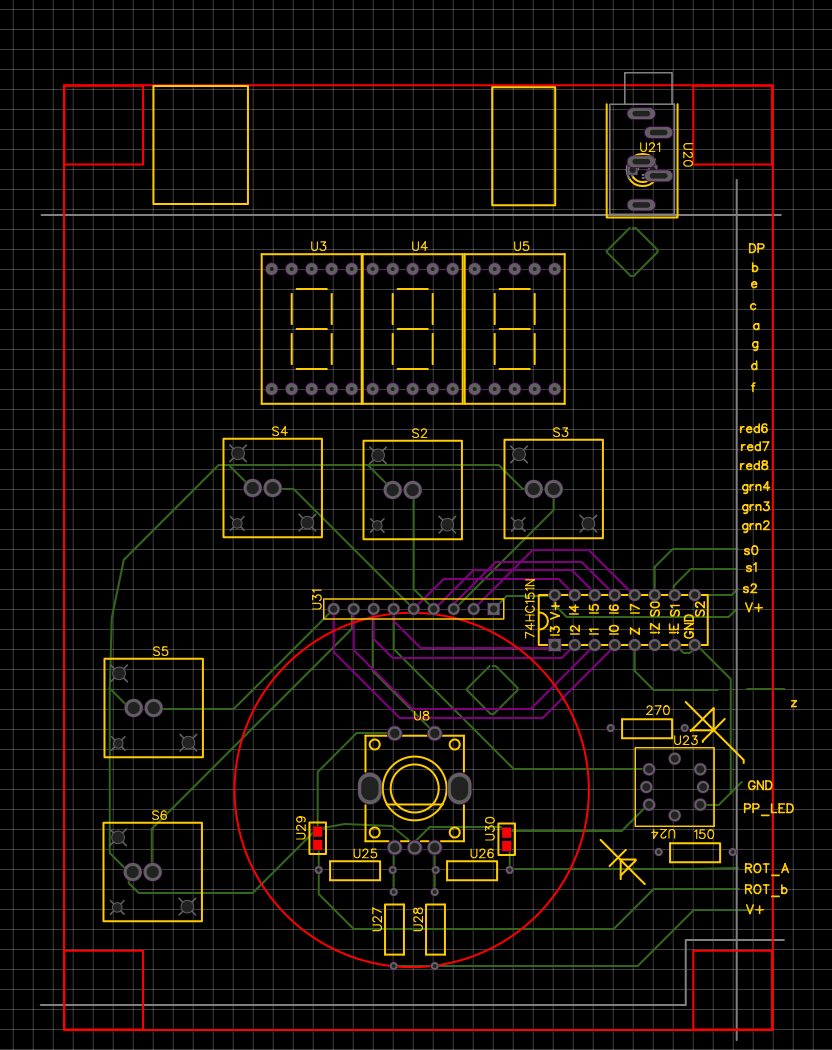 U21
U20
U3 U4 U5
DP
b
e
c
a
g
d
f
red6
red7
red8
grn4
grn3
grn2
S4 S2 S3
s0
s1
s2
V+
U31
74HC151N
V+ I4 I5 I6 I7 S0 S1 S2
I3 I2 I1 I0 Z IZ IE GND
S5
z
270
U8
U23
GND
PP_LED
S6
U29
U30
U24 150
U25 U26
ROT_A
ROT_b
V+
U27 U28